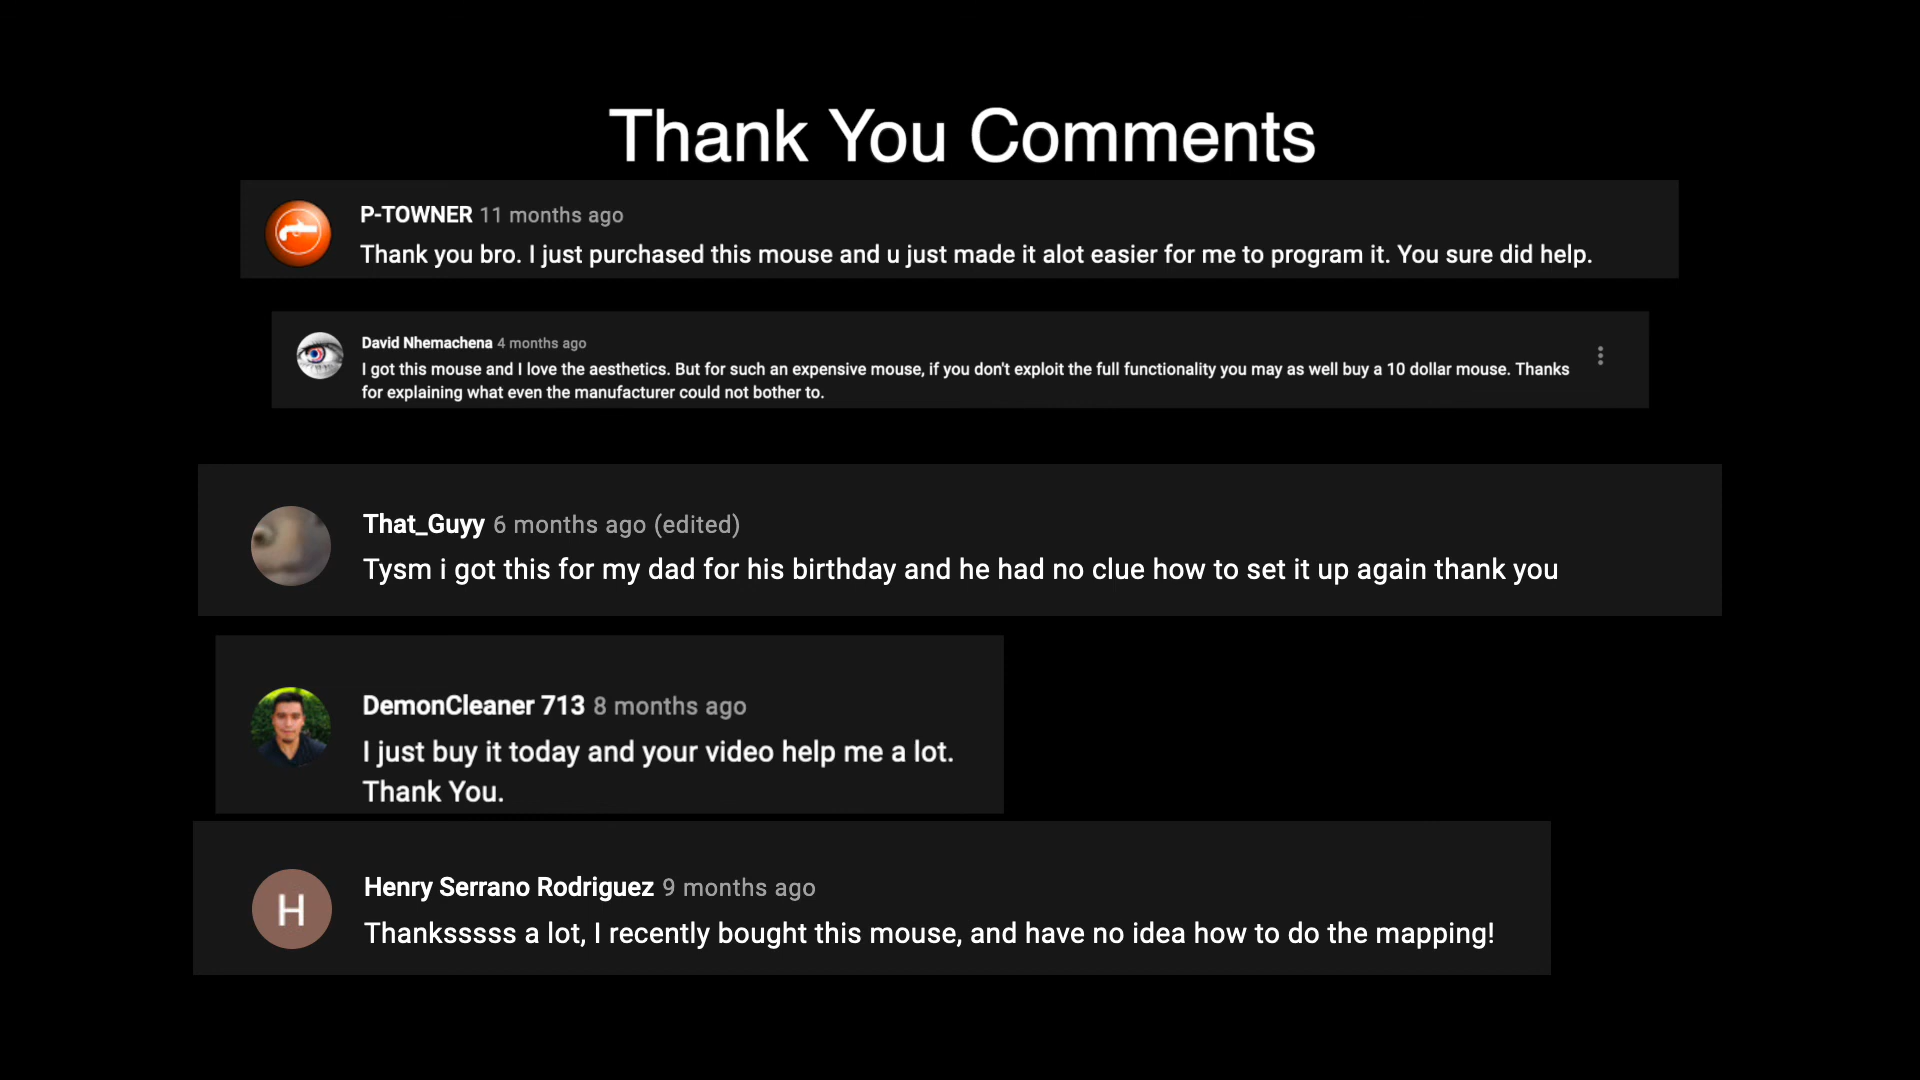 Thank You Comments
P-TOWNER 11 months ago
Thank you bro. I just purchased this mouse and u just made it alot easier for me to program it. You sure did help.
David Nhemachena 4 months ago
I got this mouse and I love the aesthetics. But for such an expensive mouse, if you don't exploit the full functionality you may as well buy a 10 dollar mouse. Thanks
for explaining what even the manufacturer could not bother to.
That_Guyy 6 months ago (edited)
Tysm i got this for my dad for his birthday and he had no clue how to set it up again thank you
DemonCleaner 713 8 months ago
I just buy it today and your video help me a lot.
Thank You.
H
Henry Serrano Rodriguez 9 months ago
Thanksssss a lot, I recently bought this mouse, and have no idea how to do the mapping!